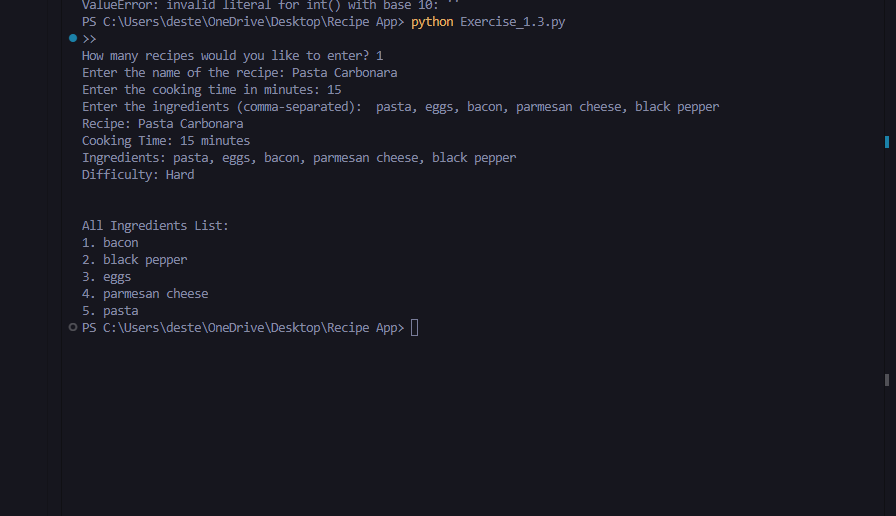 ValueError: invalid literal for int() with base 10: ''
PS C:\Users\deste\OneDrive\Desktop\Recipe App> python Exercise_1.3.py
>>
How many recipes would you like to enter? 1
Enter the name of the recipe: Pasta Carbonara
Enter the cooking time in minutes: 15
Enter the ingredients (comma-separated):  pasta, eggs, bacon, parmesan cheese, black pepper
Recipe: Pasta Carbonara
Cooking Time: 15 minutes
Ingredients: pasta, eggs, bacon, parmesan cheese, black pepper
Difficulty: Hard
All Ingredients List:
1. bacon
2. black pepper
3. eggs
4. parmesan cheese
5. pasta
PS C:\Users\deste\OneDrive\Desktop\Recipe App>